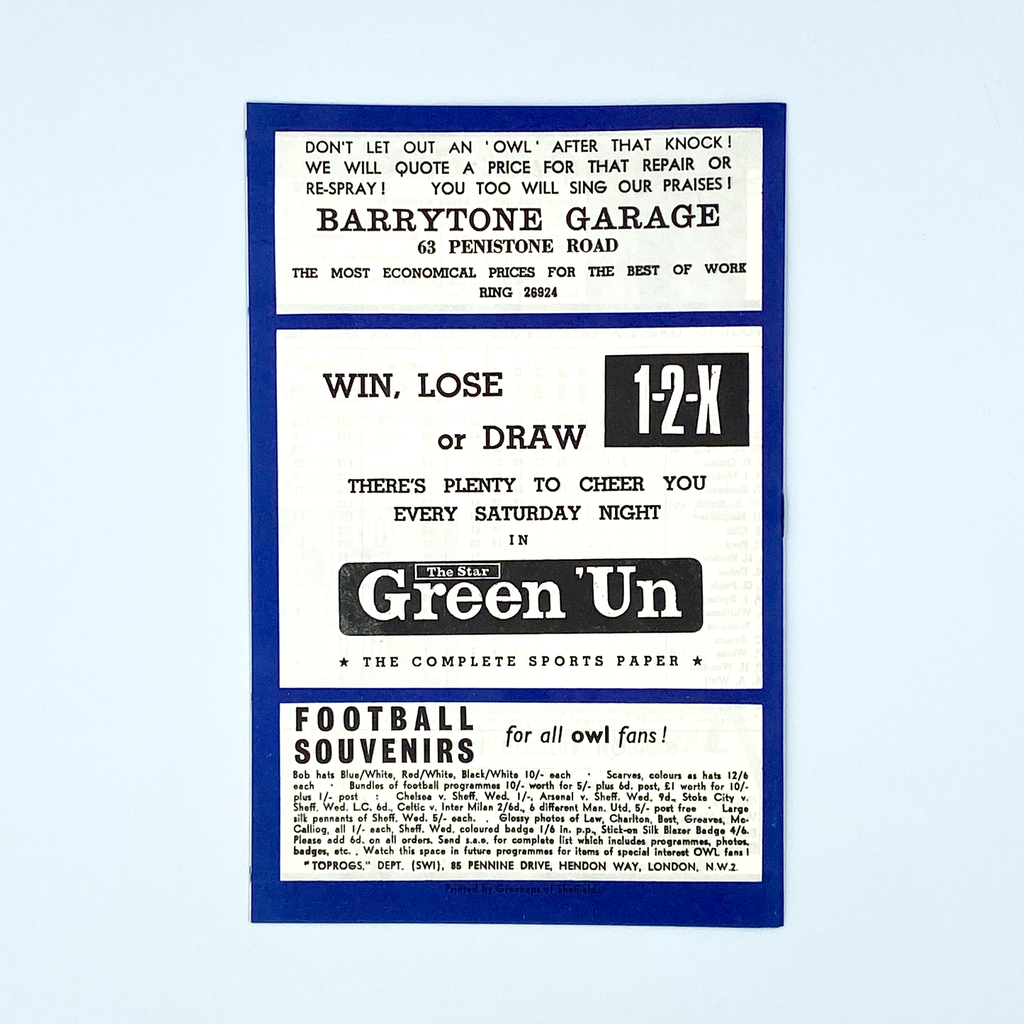 DON'T LET OUT AN 'OWL' AFTER THAT KNOCK!
WE WILL QUOTE A PRICE FOR THAT REPAIR OR
RE-SPRAY! YOU TOO WILL SING OUR PRAISES!
BARRYTONE GARAGE
63 PENISTONE ROAD
THE MOST ECONOMICAL PRICES FOR THE BEST OF WORK
RING 26924
WIN, LOSE
or DRAW
1-2-X
THERE'S PLENTY TO CHEER YOU
EVERY SATURDAY NIGHT
IN
The Star
Green 'Un
★ THE COMPLETE SPORTS PAPER ★
FOOTBALL
SOUVENIRS
for all owl fans!
Bob hats Blue/White, Red/White, Black/White 10/- each · Scarves, colours as hats 12/6
each · Bundles of football programmes 10/- worth for 5/- plus 6d. post, £1 worth for 10/-
plus 1/- post : Chelsea v. Sheff. Wed. 1/-, Arsenal v. Sheff. Wed. 9d., Stoke City v.
Sheff. Wed. L.C. 6d., Celtic v. Inter Milan 2/6d., 6 different Man. Utd. 5/- post free · Large
silk pennants of Sheff. Wed. 5/- each. . Glossy photos of Law, Charlton, Best, Greaves, Mc-
Calliog, all 1/- each, Sheff. Wed. coloured badge 1/6 in. p.p., Stick-on Silk Blazer Badge 4/6.
Please add 6d. on all orders. Send s.a.e. for complete list which includes programmes, photos,
badges, etc. . Watch this space in future programmes for items of special interest OWL fans!
"TOPROGS," DEPT. (SWI), 85 PENNINE DRIVE, HENDON WAY, LONDON, N.W.2.
Printed by Greenups of Sheffield